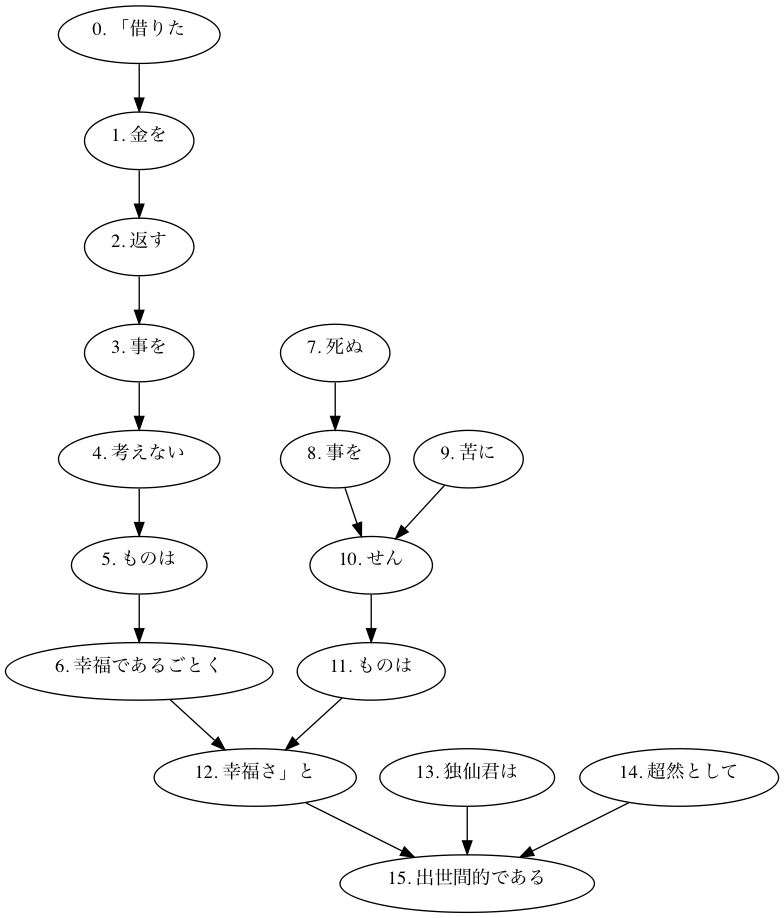 0. 「借りた
1. 金を
2. 返す
3. 事を
7. 死ぬ
4. 考えない
8. 事を
9. 苦に
5. ものは
10. せん
6. 幸福であるごとく
11. ものは
12. 幸福さ」と
13. 独仙君は
14. 超然として
15. 出世間的である